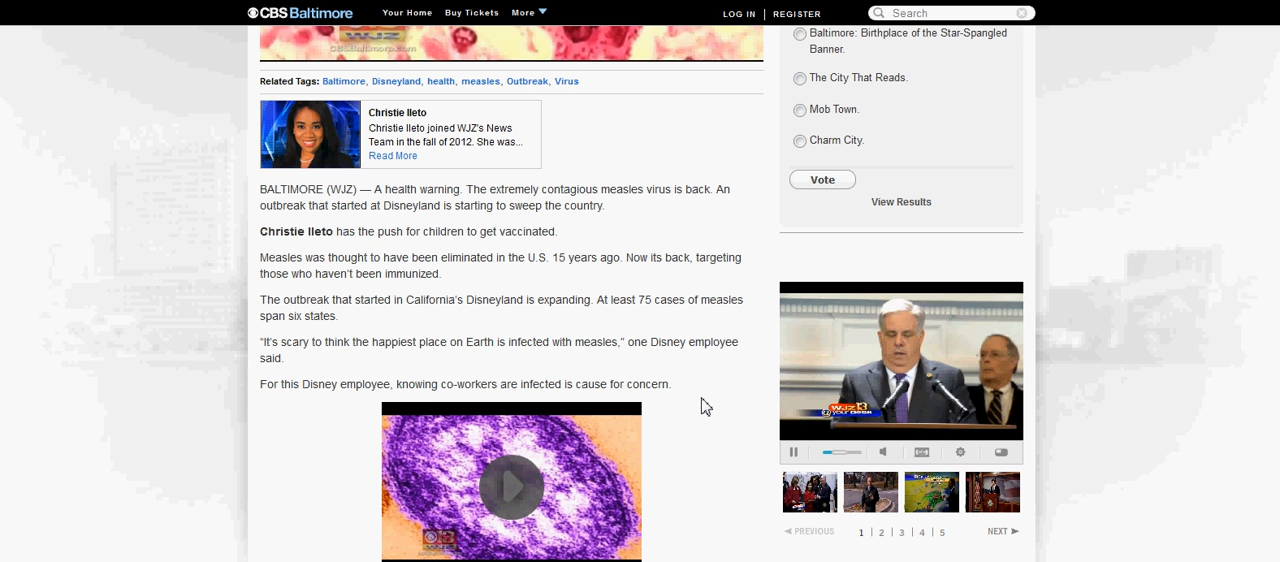 CBS Baltimore
Your Home Buy Tickets More
LOG IN | REGISTER
Search
WJZ
CBSBaltimore.com
Related Tags: Baltimore, Disneyland, health, measles, Outbreak, Virus
Christie Ileto
Christie Ileto joined WJZ's News
Team in the fall of 2012. She was...
Read More
BALTIMORE (WJZ) — A health warning. The extremely contagious measles virus is back. An
outbreak that started at Disneyland is starting to sweep the country.
Christie Ileto has the push for children to get vaccinated.
Measles was thought to have been eliminated in the U.S. 15 years ago. Now its back, targeting
those who haven’t been immunized.
The outbreak that started in California’s Disneyland is expanding. At least 75 cases of measles
span six states.
“It’s scary to think the happiest place on Earth is infected with measles,” one Disney employee
said.
For this Disney employee, knowing co-workers are infected is cause for concern.
Baltimore: Birthplace of the Star-Spangled
Banner.
The City That Reads.
Mob Town.
Charm City.
Vote
View Results
WJZ 13
CC
PREVIOUS 1 | 2 | 3 | 4 | 5 NEXT